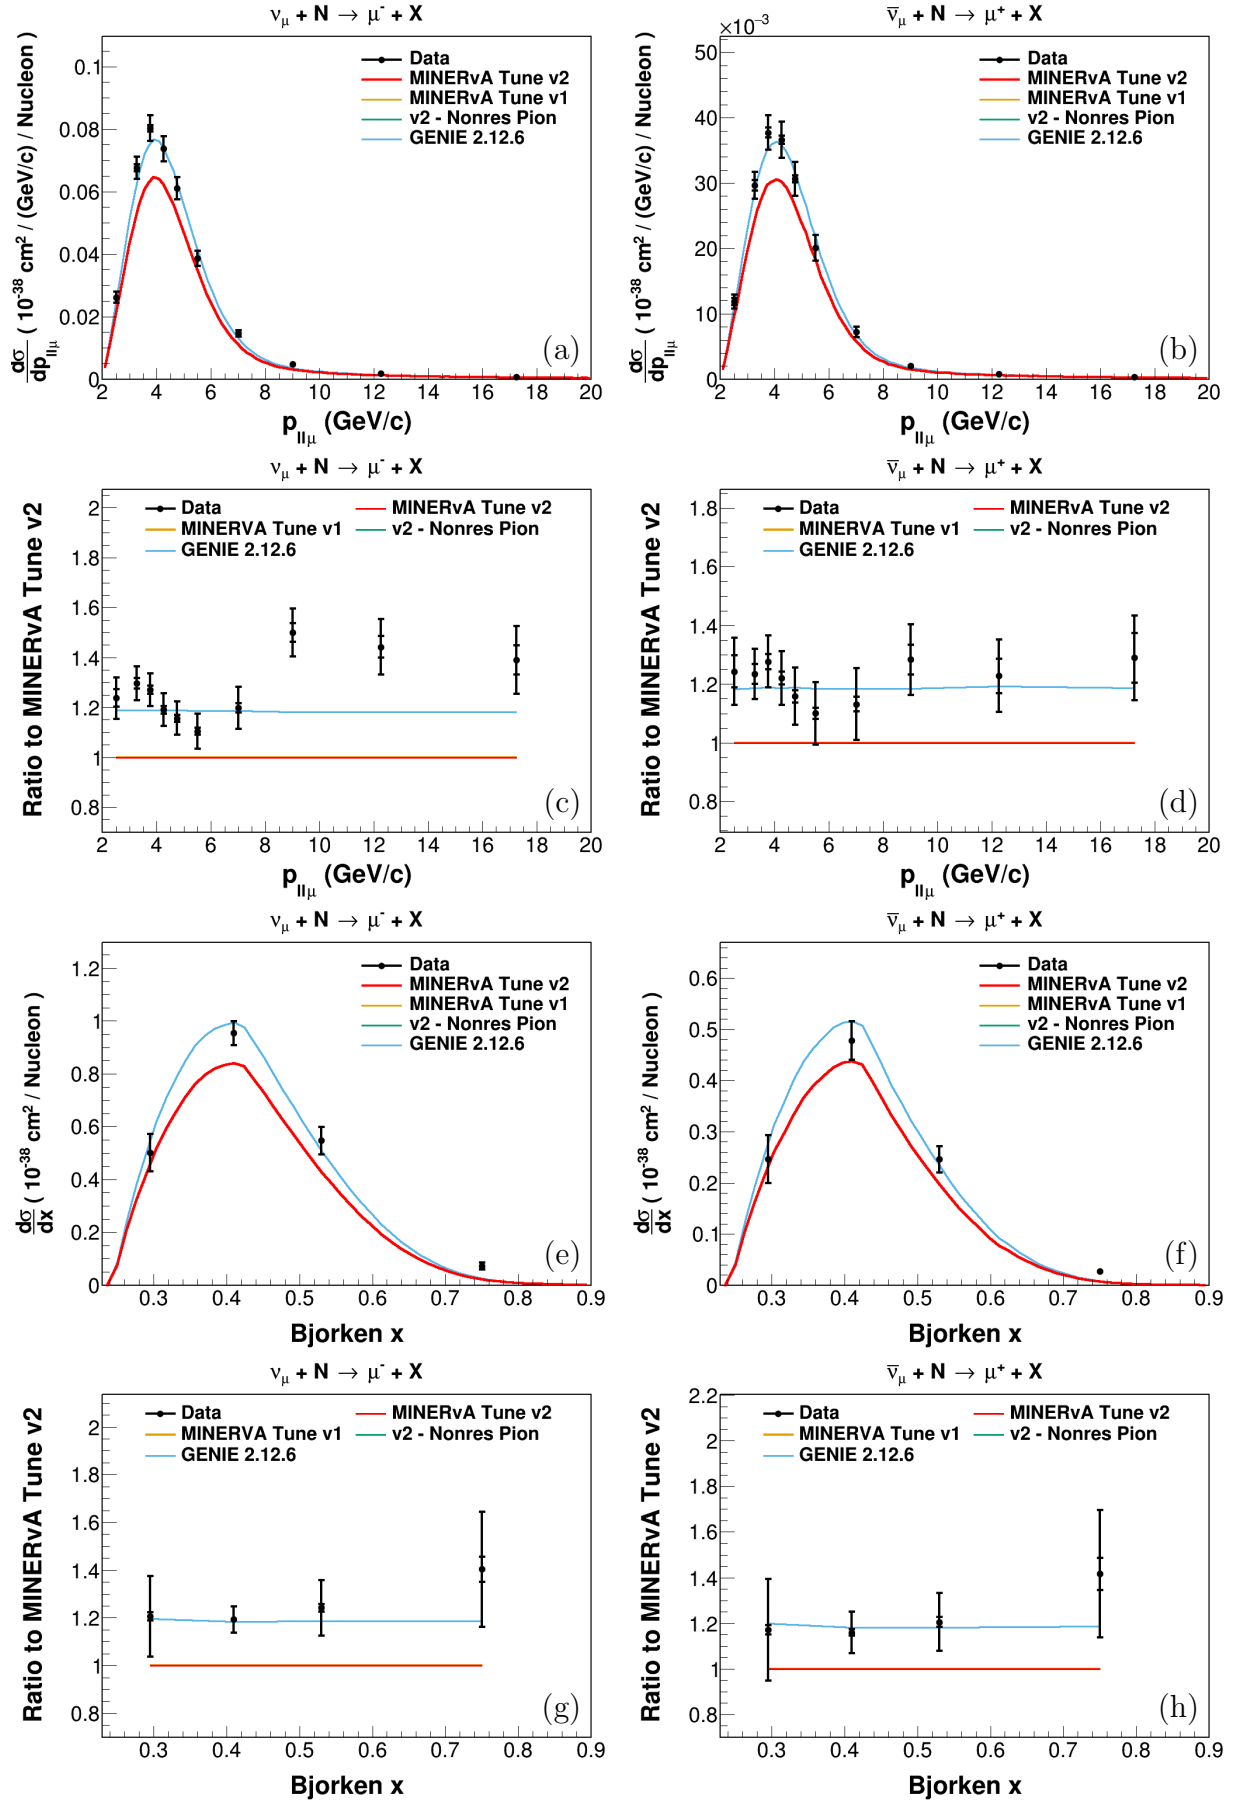 νμ + N → μ- + X
dσ/dp||μ ( 10-38 cm2 / (GeV/c) / Nucleon )
0.1
0.08
0.06
0.04
0.02
0
Data
MINERvA Tune v2
MINERvA Tune v1
v2 - Nonres Pion
GENIE 2.12.6
(a)
2 4 6 8 10 12 14 16 18 20
p||μ (GeV/c)
ν̄μ + N → μ+ + X
×10−3
dσ/dp||μ ( 10-38 cm2 / (GeV/c) / Nucleon )
50
40
30
20
10
0
Data
MINERvA Tune v2
MINERvA Tune v1
v2 - Nonres Pion
GENIE 2.12.6
(b)
2 4 6 8 10 12 14 16 18 20
p||μ (GeV/c)
νμ + N → μ- + X
Ratio to MINERvA Tune v2
2
1.8
1.6
1.4
1.2
1
0.8
Data MINERvA Tune v2
MINERVA Tune v1 v2 - Nonres Pion
GENIE 2.12.6
(c)
2 4 6 8 10 12 14 16 18 20
p||μ (GeV/c)
ν̄μ + N → μ+ + X
Ratio to MINERvA Tune v2
1.8
1.6
1.4
1.2
1
0.8
Data MINERvA Tune v2
MINERVA Tune v1 v2 - Nonres Pion
GENIE 2.12.6
(d)
2 4 6 8 10 12 14 16 18 20
p||μ (GeV/c)
νμ + N → μ- + X
dσ/dx ( 10-38 cm2 / Nucleon )
1.2
1
0.8
0.6
0.4
0.2
0
Data
MINERvA Tune v2
MINERvA Tune v1
v2 - Nonres Pion
GENIE 2.12.6
(e)
0.3 0.4 0.5 0.6 0.7 0.8 0.9
Bjorken x
ν̄μ + N → μ+ + X
dσ/dx ( 10-38 cm2 / Nucleon )
0.6
0.5
0.4
0.3
0.2
0.1
0
Data
MINERvA Tune v2
MINERvA Tune v1
v2 - Nonres Pion
GENIE 2.12.6
(f)
0.3 0.4 0.5 0.6 0.7 0.8 0.9
Bjorken x
νμ + N → μ- + X
Ratio to MINERvA Tune v2
2
1.8
1.6
1.4
1.2
1
0.8
Data MINERvA Tune v2
MINERVA Tune v1 v2 - Nonres Pion
GENIE 2.12.6
(g)
0.3 0.4 0.5 0.6 0.7 0.8 0.9
Bjorken x
ν̄μ + N → μ+ + X
Ratio to MINERvA Tune v2
2.2
2
1.8
1.6
1.4
1.2
1
0.8
Data MINERvA Tune v2
MINERVA Tune v1 v2 - Nonres Pion
GENIE 2.12.6
(h)
0.3 0.4 0.5 0.6 0.7 0.8 0.9
Bjorken x